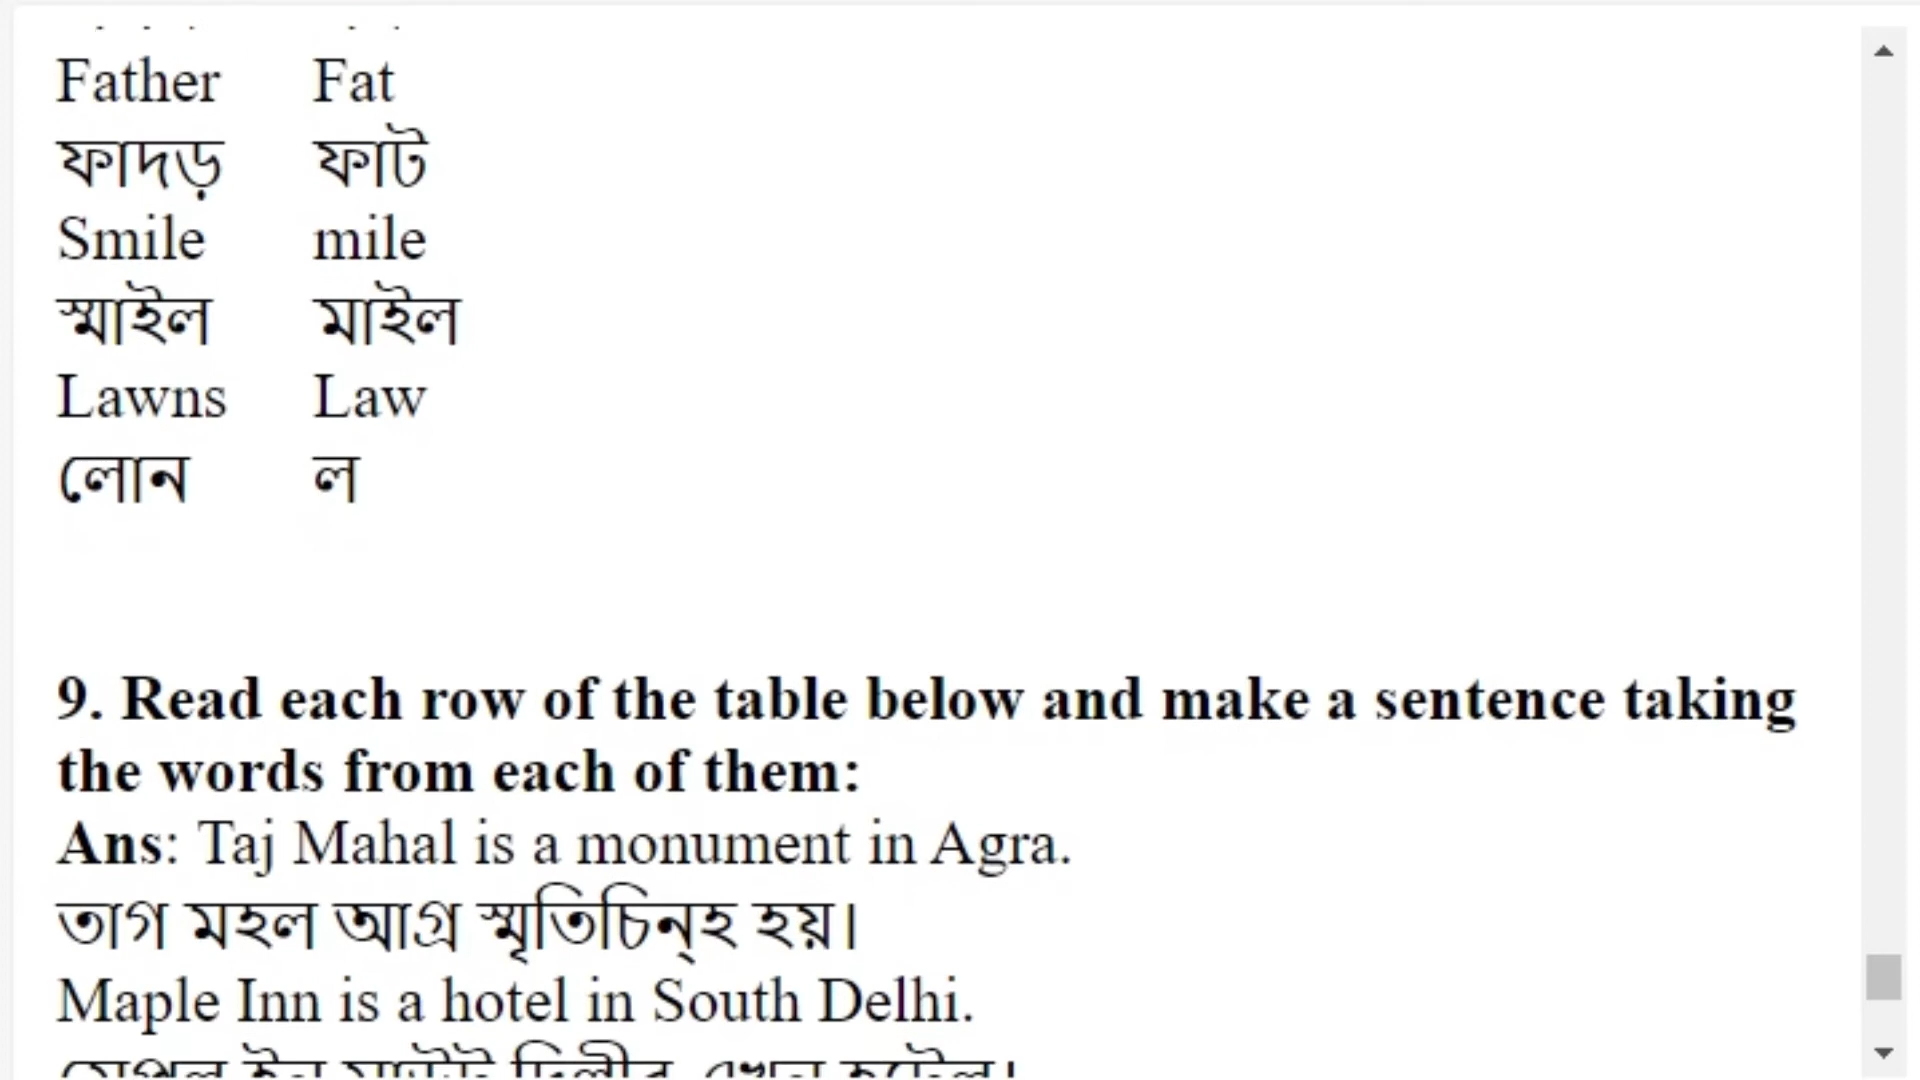 Father Fat
ফাদড় ফাট
Smile mile
স্মাইল মাইল
Lawns Law
লোন ল
9. Read each row of the table below and make a sentence taking
the words from each of them:
Ans: Taj Mahal is a monument in Agra.
তাগ মহল আগ্ৰ স্মৃতিচিন্হ হয়।
Maple Inn is a hotel in South Delhi.